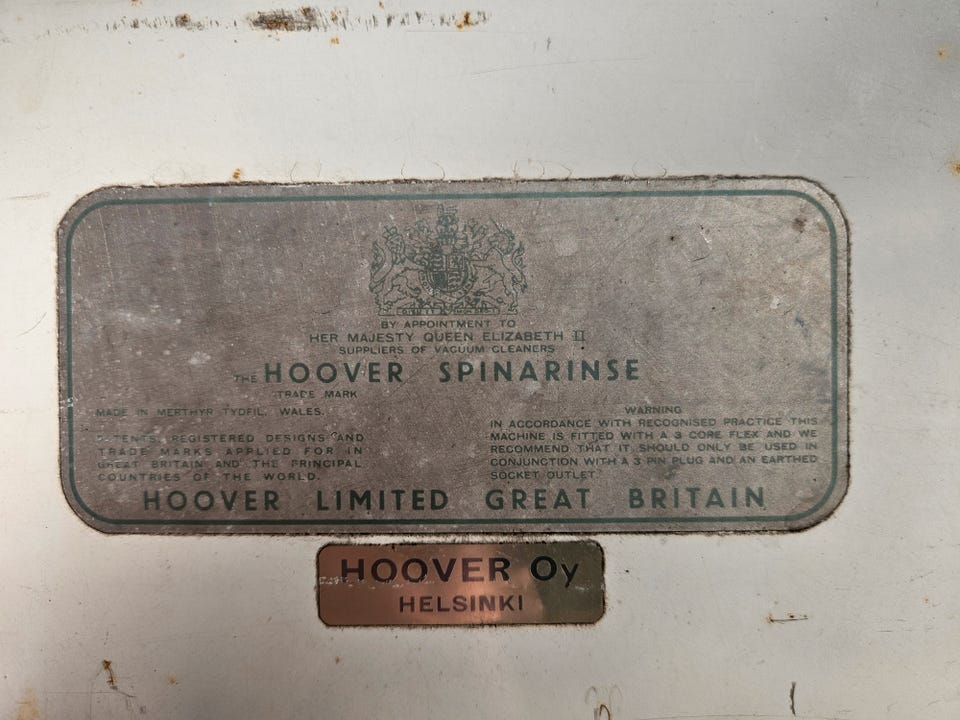 BY APPOINTMENT TO
HER MAJESTY QUEEN ELIZABETH II
SUPPLIERS OF VACUUM CLEANERS
THE HOOVER SPINARINSE
TRADE MARK
MADE IN MERTHYR TYDFIL, WALES.
PATENTS, REGISTERED DESIGNS AND
TRADE MARKS APPLIED FOR IN
GREAT BRITAIN AND THE PRINCIPAL
COUNTRIES OF THE WORLD.
WARNING
IN ACCORDANCE WITH RECOGNISED PRACTICE THIS
MACHINE IS FITTED WITH A 3 CORE FLEX AND WE
RECOMMEND THAT IT SHOULD ONLY BE USED IN
CONJUNCTION WITH A 3 PIN PLUG AND AN EARTHED
SOCKET OUTLET.
HOOVER LIMITED GREAT BRITAIN
HOOVER Oy
HELSINKI